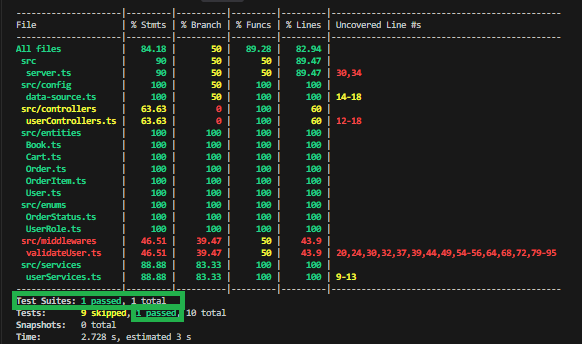 -----------------------|---------|----------|---------|---------|----------------------------------------
File | % Stmts | % Branch | % Funcs | % Lines | Uncovered Line #s
-----------------------|---------|----------|---------|---------|----------------------------------------
All files | 84.18 | 50 | 89.28 | 82.94 |
src | 90 | 50 | 50 | 89.47 |
server.ts | 90 | 50 | 50 | 89.47 | 30,34
src/config | 100 | 50 | 100 | 100 |
data-source.ts | 100 | 50 | 100 | 100 | 14-18
src/controllers | 63.63 | 0 | 100 | 60 |
userControllers.ts | 63.63 | 0 | 100 | 60 | 12-18
src/entities | 100 | 100 | 100 | 100 |
Book.ts | 100 | 100 | 100 | 100 |
Cart.ts | 100 | 100 | 100 | 100 |
Order.ts | 100 | 100 | 100 | 100 |
OrderItem.ts | 100 | 100 | 100 | 100 |
User.ts | 100 | 100 | 100 | 100 |
src/enums | 100 | 100 | 100 | 100 |
OrderStatus.ts | 100 | 100 | 100 | 100 |
UserRole.ts | 100 | 100 | 100 | 100 |
src/middlewares | 46.51 | 39.47 | 50 | 43.9 |
validateUser.ts | 46.51 | 39.47 | 50 | 43.9 | 20,24,30,32,37,39,44,49,54-56,64,68,72,79-95
src/services | 88.88 | 83.33 | 100 | 100 |
userServices.ts | 88.88 | 83.33 | 100 | 100 | 9-13
-----------------------|---------|----------|---------|---------|----------------------------------------
Test Suites: 1 passed, 1 total
Tests: 9 skipped, 1 passed, 10 total
Snapshots: 0 total
Time: 2.728 s, estimated 3 s